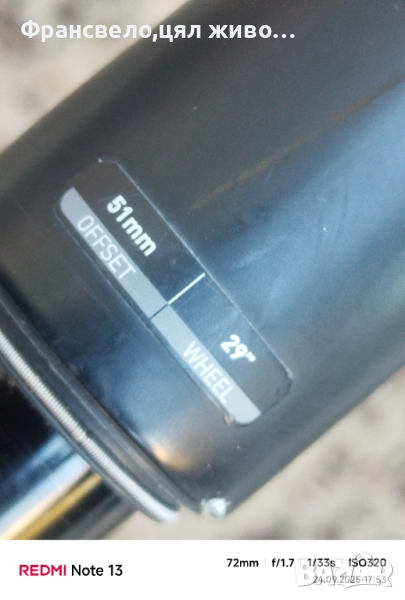 Франсвело,цял живо...
51mm
OFFSET
29"
WHEEL
REDMI Note 13
72mm f/1.7 1/33s ISO320
24.09.2025 17:53